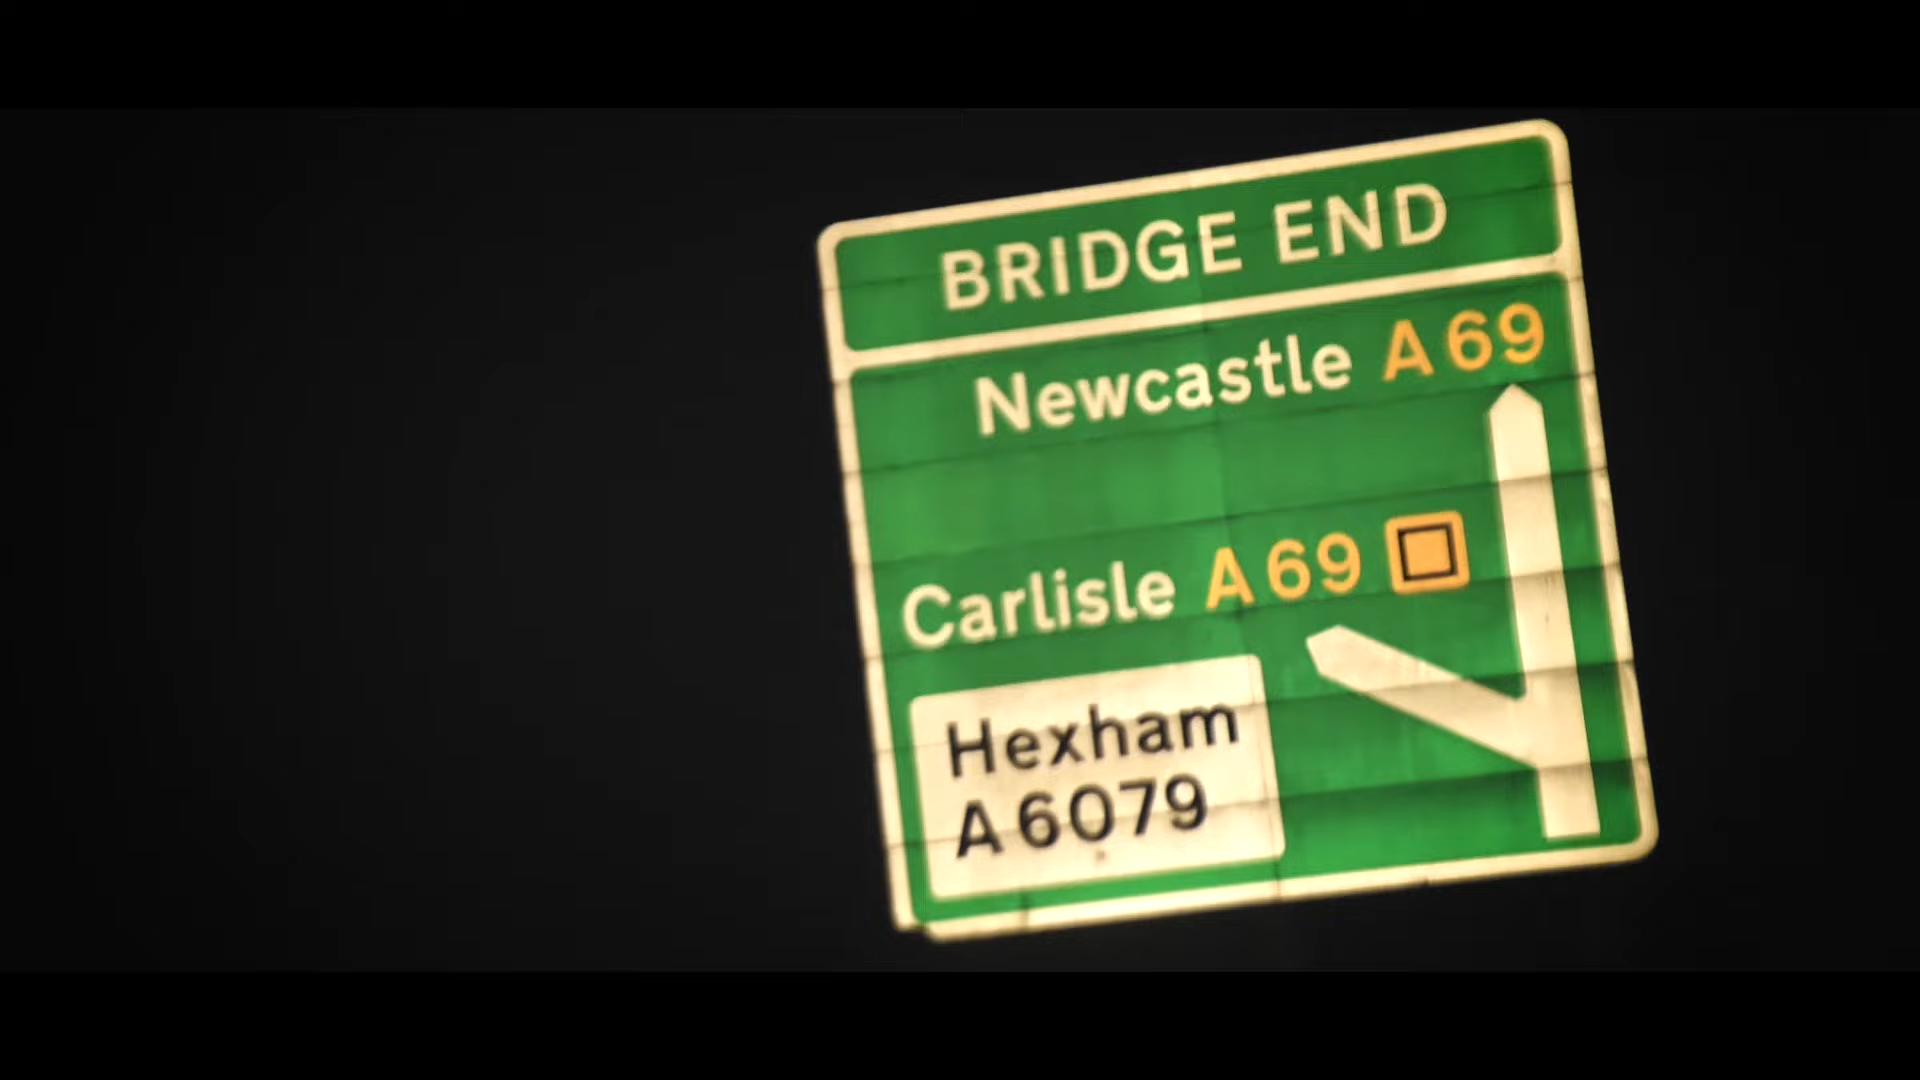 BRIDGE END
Newcastle A69
Carlisle A69
Hexham
A6079